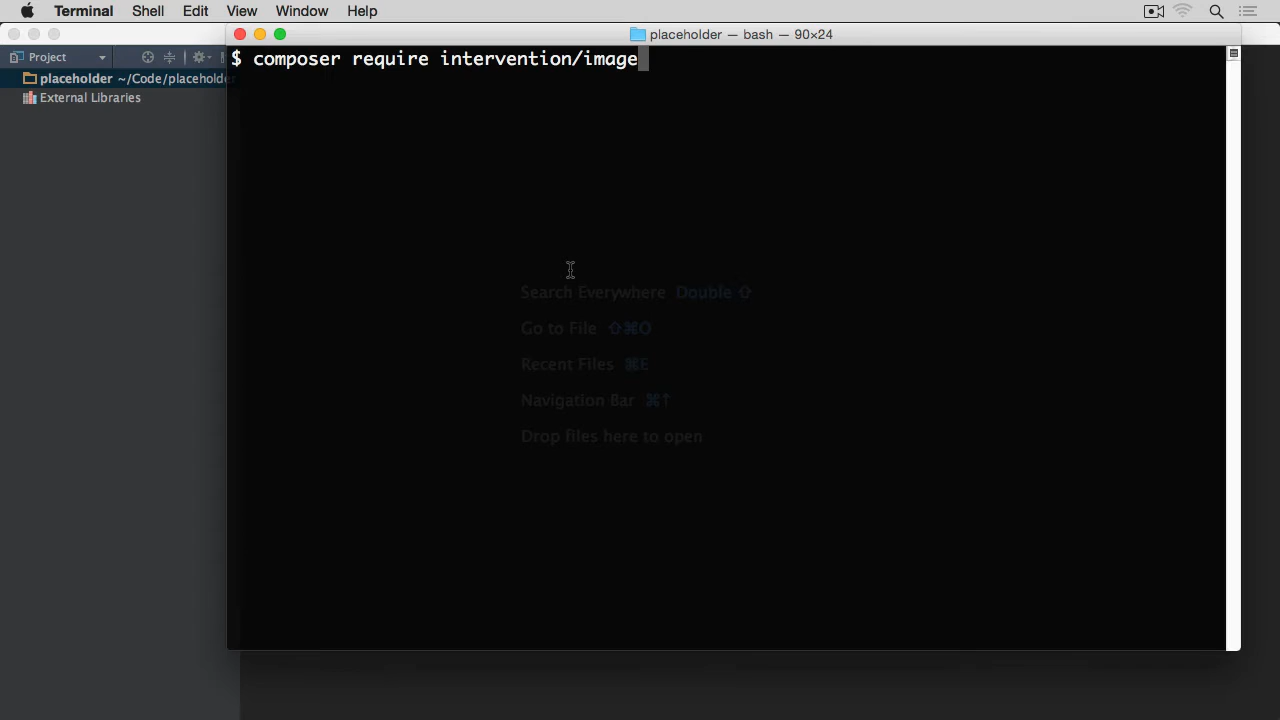 Terminal Shell Edit View Window Help
placeholder — bash — 90×24
Project
$ composer require intervention/image
placeholder ~/Code/placeholder
External Libraries
Search Everywhere Double ⇧
Go to File ⇧⌘O
Recent Files ⌘E
Navigation Bar ⌘↑
Drop files here to open